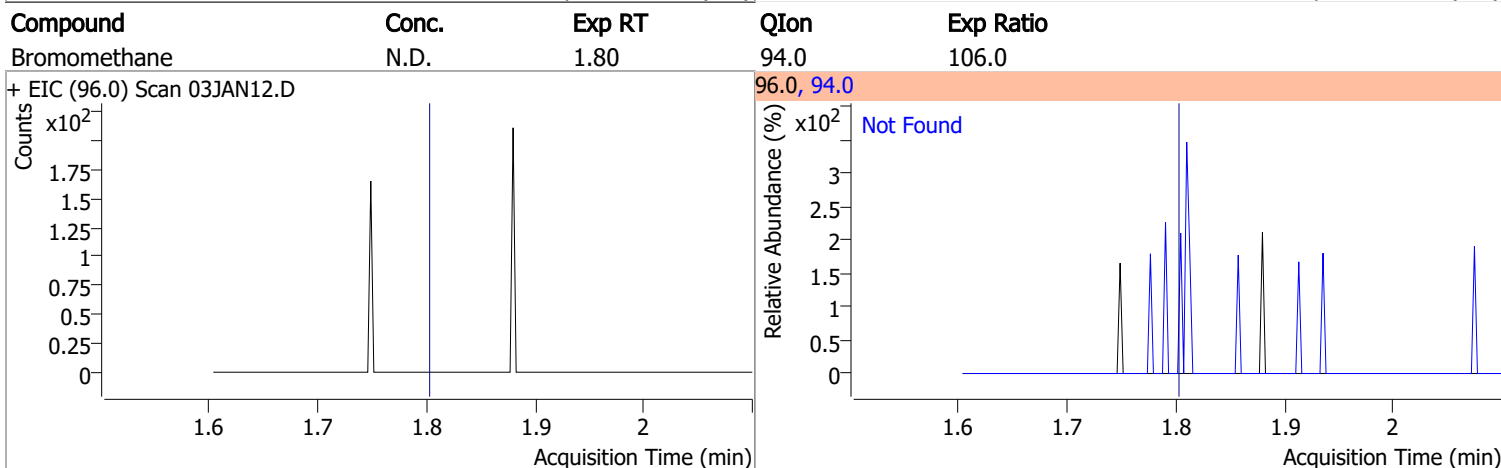 Compound Conc. Exp RT QIon Exp Ratio
Bromomethane N.D. 1.80 94.0 106.0
+ EIC (96.0) Scan 03JAN12.D
Counts
x10²
1.75
1.5
1.25
1
0.75
0.5
0.25
0
1.6 1.7 1.8 1.9 2
Acquisition Time (min)
96.0, 94.0
Relative Abundance (%)
x10²
Not Found
3
2.5
2
1.5
1
0.5
0
1.6 1.7 1.8 1.9 2
Acquisition Time (min)